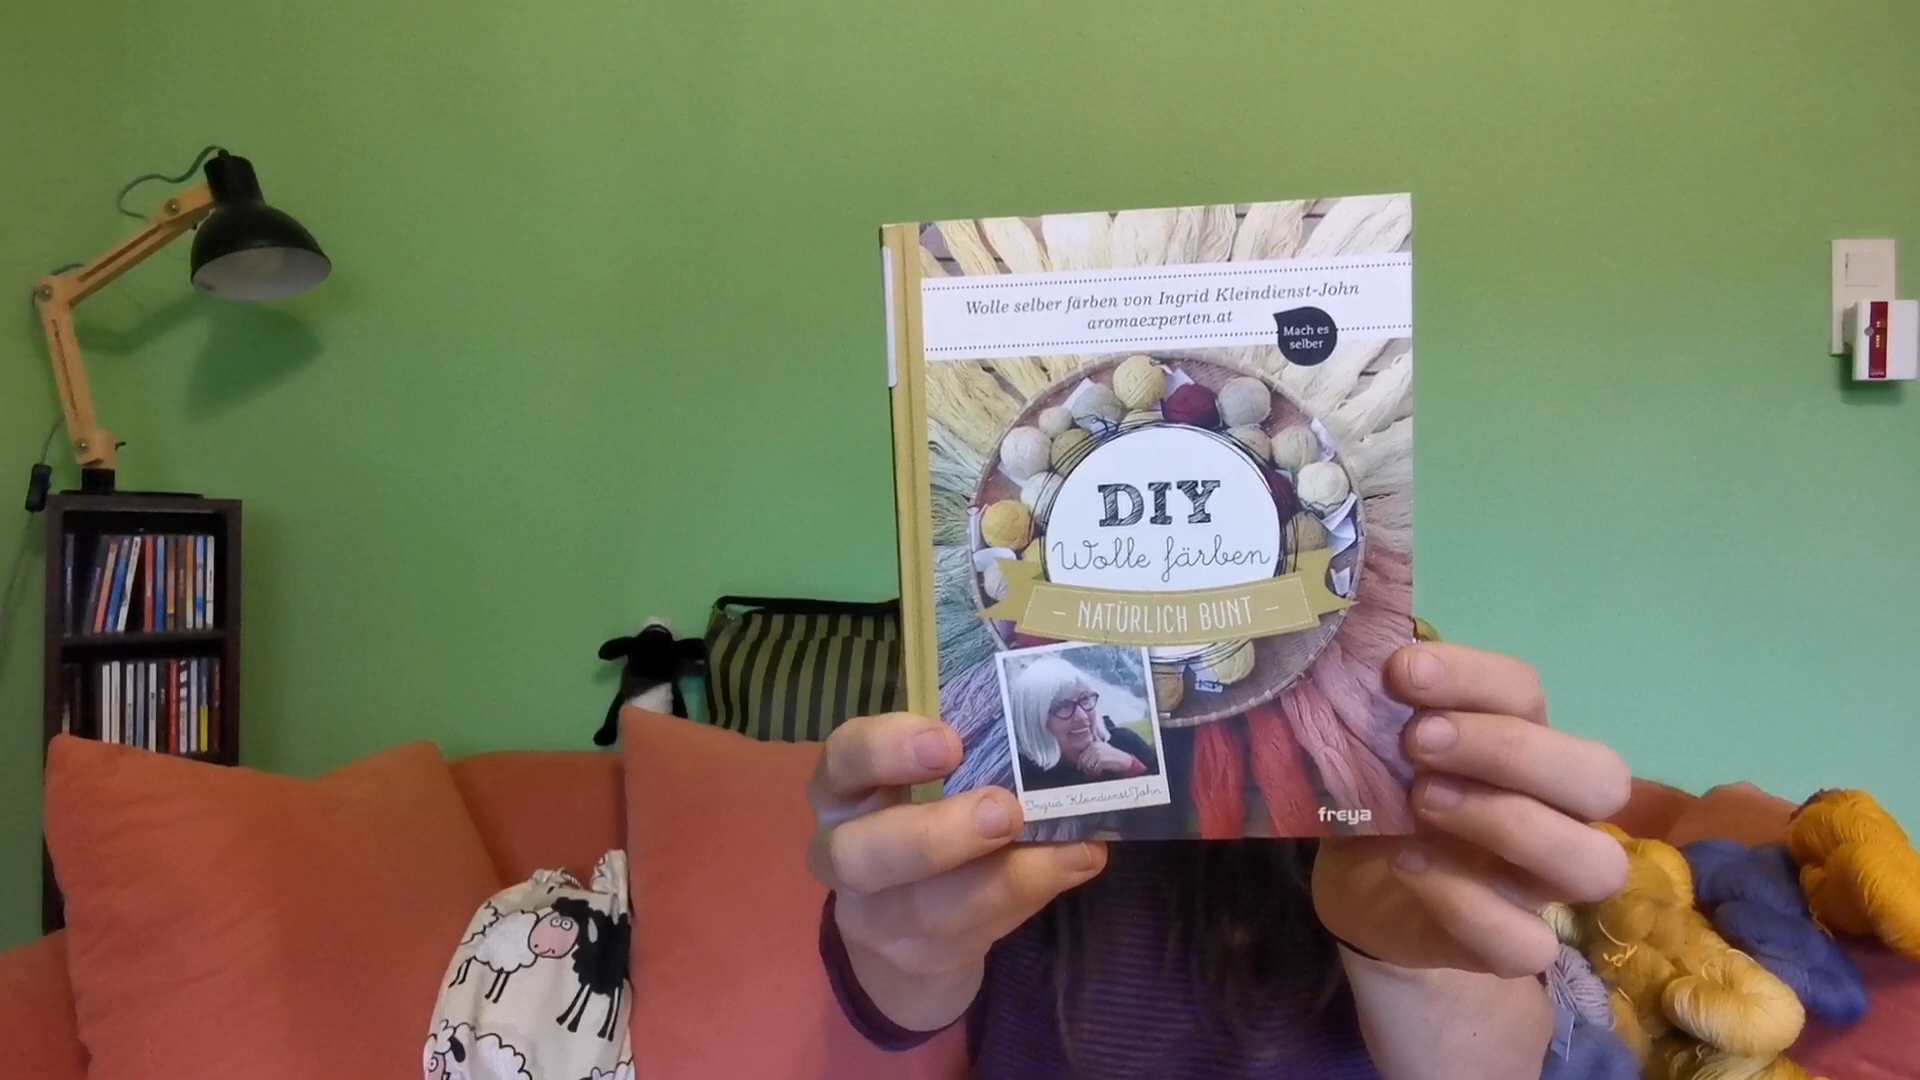 Wolle selber färben von Ingrid Kleindienst-John
aromaexperten.at
Mach es
selber
DIY
Wolle färben
– NATÜRLICH BUNT –
Ingrid Kleindienst-John
freya